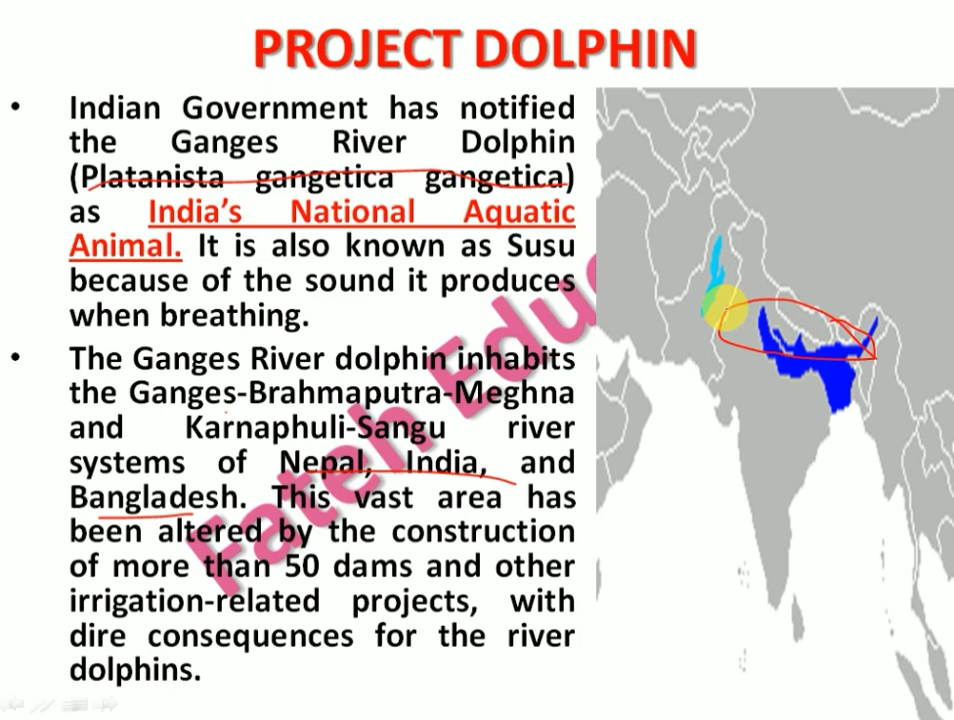 PROJECT DOLPHIN
• Indian Government has notified
the Ganges River Dolphin
(Platanista gangetica gangetica)
as India's National Aquatic
Animal. It is also known as Susu
because of the sound it produces
when breathing.
• The Ganges River dolphin inhabits
the Ganges-Brahmaputra-Meghna
and Karnaphuli-Sangu river
systems of Nepal, India, and
Bangladesh. This vast area has
been altered by the construction
of more than 50 dams and other
irrigation-related projects, with
dire consequences for the river
dolphins.
Fateh Educ